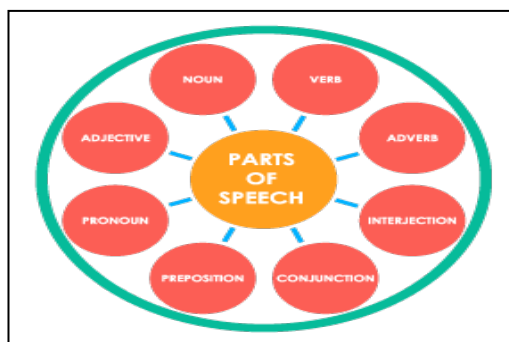 NOUN
VERB
ADJECTIVE
ADVERB
PARTS
OF
SPEECH
PRONOUN
INTERJECTION
PREPOSITION
CONJUNCTION